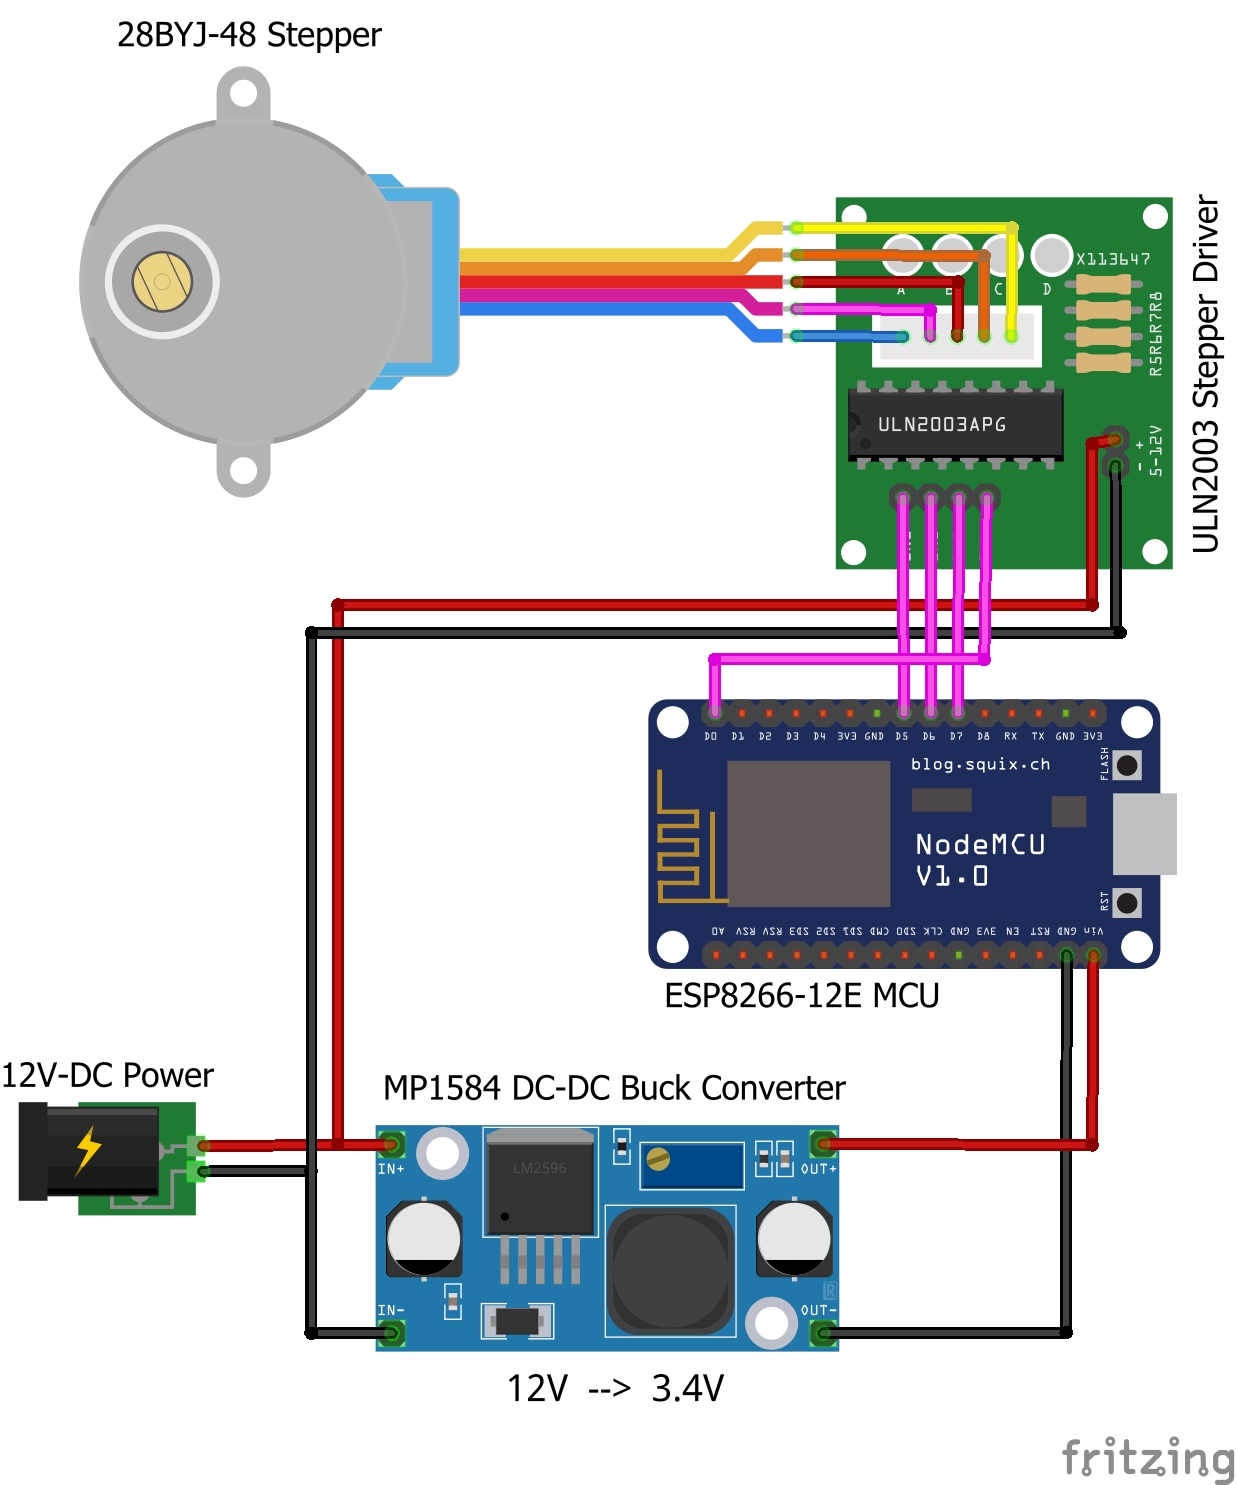 28BYJ-48 Stepper
ULN2003 Stepper Driver
X113647
A B C D
R5R6R7R8
ULN2003APG
+
-
5-12V
D0 D1 D2 D3 D4 3V3 GND D5 D6 D7 D8 RX TX GND 3V3
blog.squix.ch
FLASH
NodeMCU
V1.0
RST
A0 RSV RSV SD3 SD2 SD1 CMD SD0 CLK GND 3V3 EN RST GND Vin
ESP8266-12E MCU
12V-DC Power
MP1584 DC-DC Buck Converter
IN+
LM2596
OUT+
IN-
OUT-
R
12V --> 3.4V
fritzing